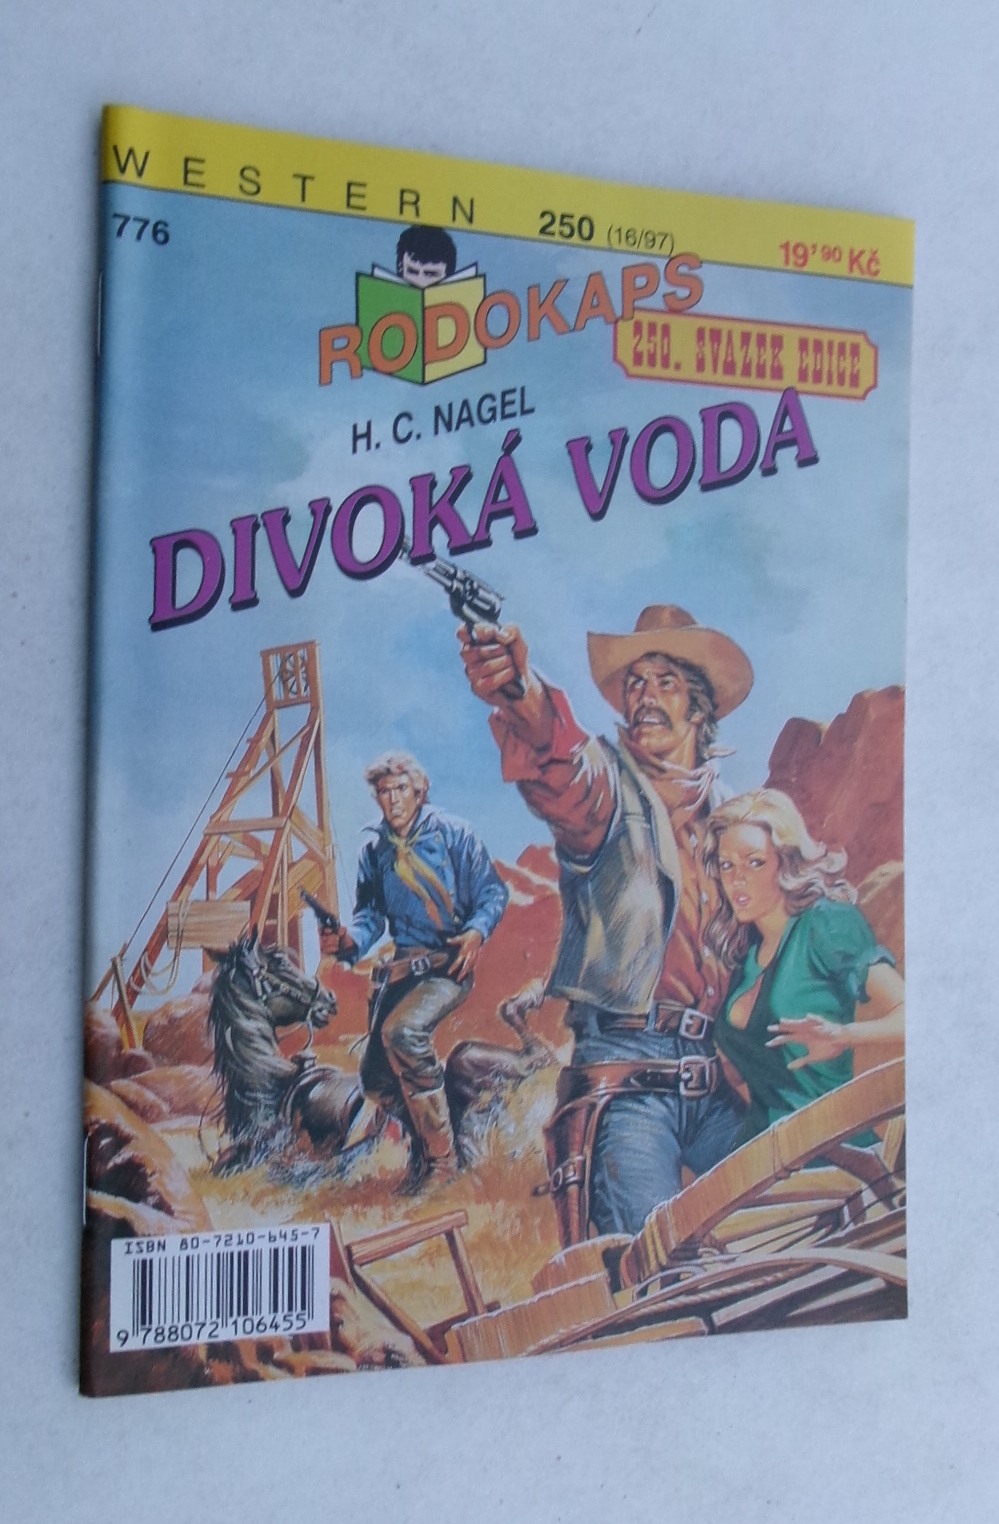 WESTERN 250 (16/97)
776
19'90 Kč
RODOKAPS
250. SVAZEK EDICE
H. C. NAGEL
DIVOKÁ VODA
ISBN 80-7210-645-7
9 788072 106455